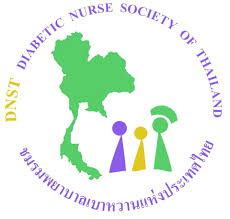 DNST DIABETIC NURSE SOCIETY OF THAILAND
ชมรมพยาบาลเบาหวานแห่งประเทศไทย